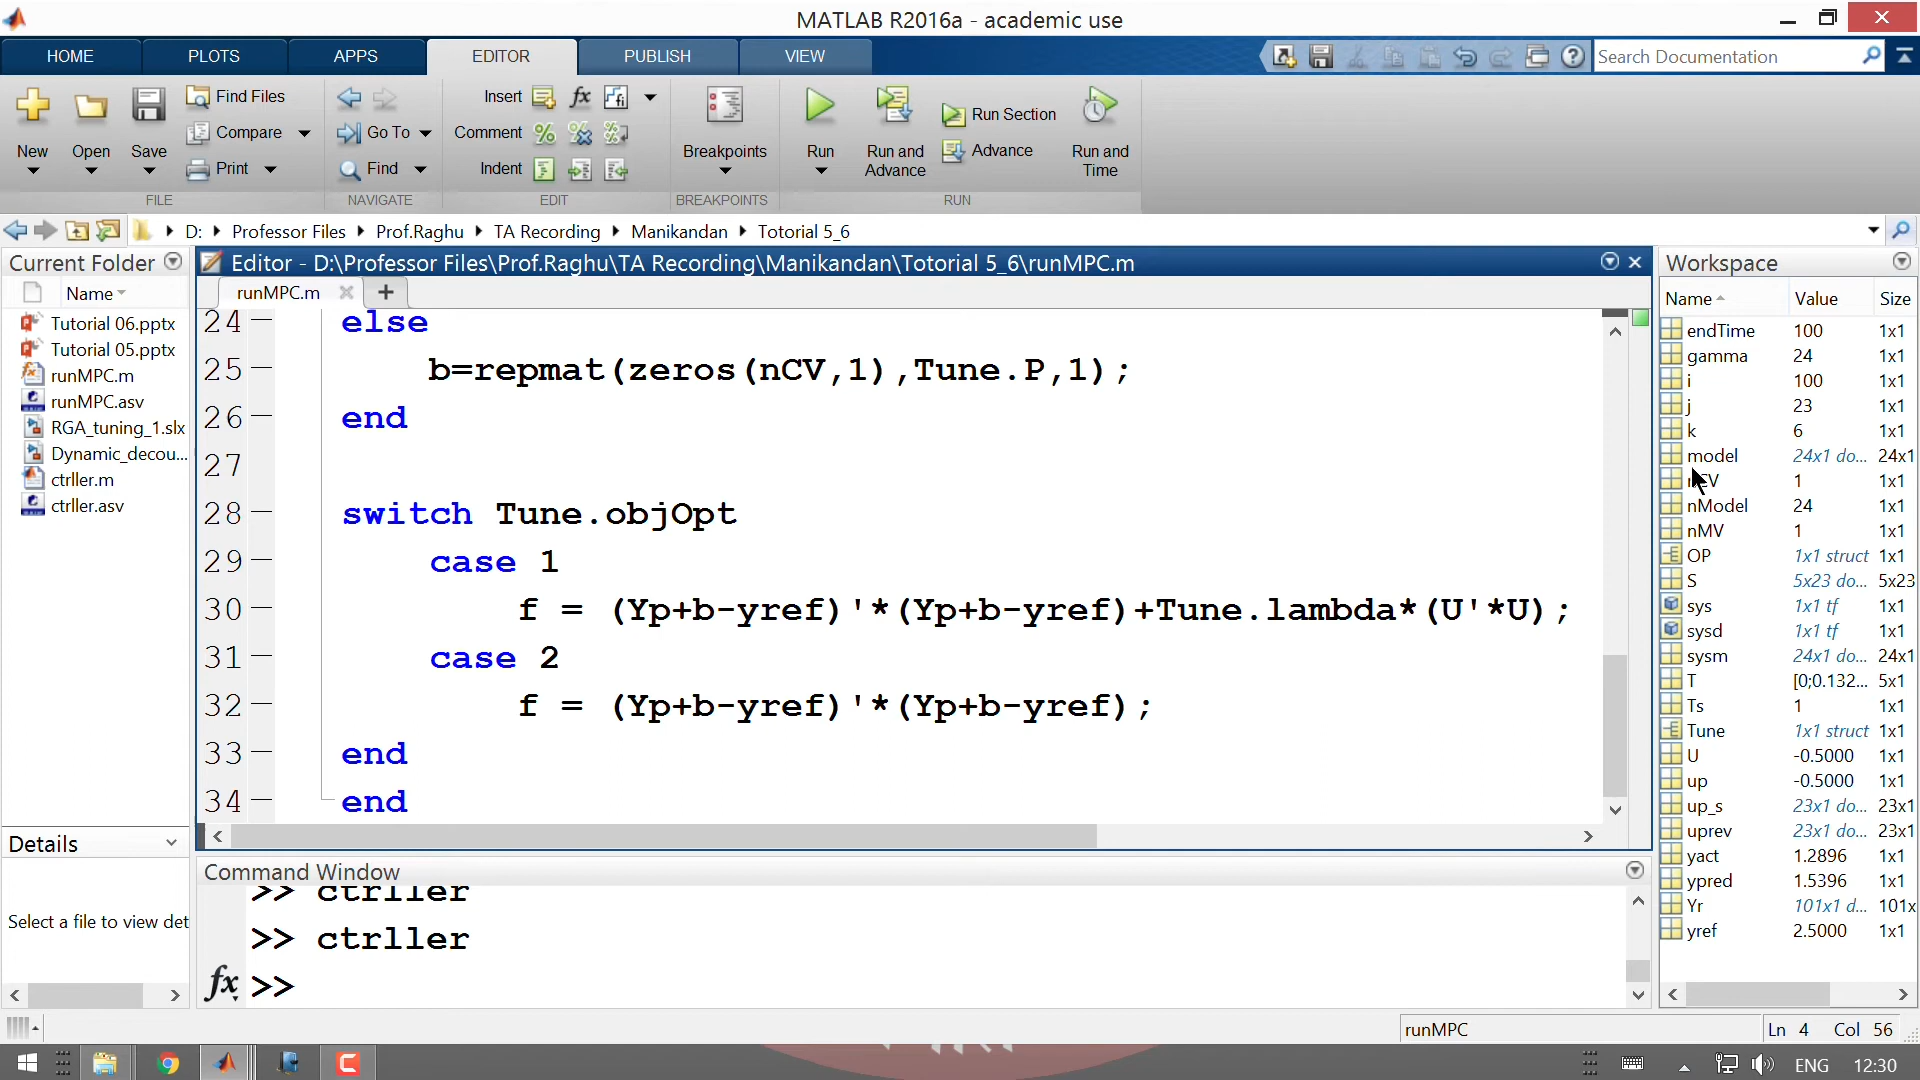 MATLAB R2016a - academic use
HOME PLOTS APPS EDITOR PUBLISH VIEW
Search Documentation
New Open Save Find Files Compare Print
FILE
Go To Find
NAVIGATE
Insert fx
Comment
Indent
EDIT
Breakpoints
BREAKPOINTS
Run Run and Advance Run Section Advance Run and Time
RUN
D: Professor Files Prof.Raghu TA Recording Manikandan Totorial 5_6
Current Folder
Name
Tutorial 06.pptx
Tutorial 05.pptx
runMPC.m
runMPC.asv
RGA_tuning_1.slx
Dynamic_decou...
ctrller.m
ctrller.asv
Details
Select a file to view det
Editor - D:\Professor Files\Prof.Raghu\TA Recording\Manikandan\Totorial 5_6\runMPC.m
runMPC.m
24 else
25 b=repmat(zeros(nCV,1),Tune.P,1);
26 end
27
28 switch Tune.objOpt
29 case 1
30 f = (Yp+b-yref)'*(Yp+b-yref)+Tune.lambda*(U'*U);
31 case 2
32 f = (Yp+b-yref)'*(Yp+b-yref);
33 end
34 end
Command Window
>> ctrller
>> ctrller
fx >>
Workspace
Name Value Size
endTime 100 1x1
gamma 24 1x1
i 100 1x1
j 23 1x1
k 6 1x1
model 24x1 do... 24x1
nCV 1 1x1
nModel 24 1x1
nMV 1 1x1
OP 1x1 struct 1x1
S 5x23 do... 5x23
sys 1x1 tf 1x1
sysd 1x1 tf 1x1
sysm 24x1 do... 24x1
T [0;0.132... 5x1
Ts 1 1x1
Tune 1x1 struct 1x1
U -0.5000 1x1
up -0.5000 1x1
up_s 23x1 do... 23x1
uprev 23x1 do... 23x1
yact 1.2896 1x1
ypred 1.5396 1x1
Yr 101x1 d... 101x
yref 2.5000 1x1
runMPC Ln 4 Col 56
ENG 12:30